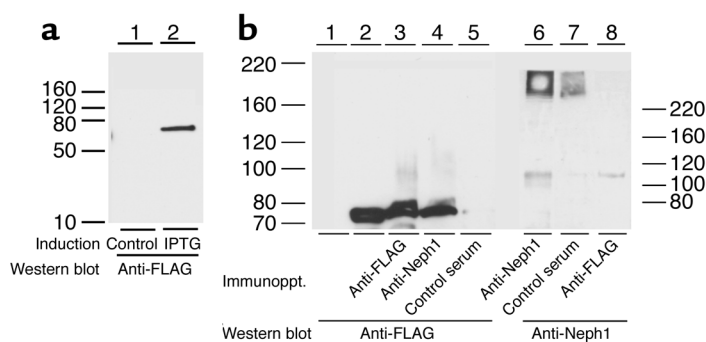 a
1 2
160
120
80
50
10
Induction Control IPTG
Western blot Anti-FLAG
b
1 2 3 4 5 6 7 8
220
160
120
100
80
70
220
160
120
100
80
Immunoppt. Anti-FLAG Anti-Neph1 Control serum Anti-Neph1 Control serum Anti-FLAG
Western blot Anti-FLAG Anti-Neph1